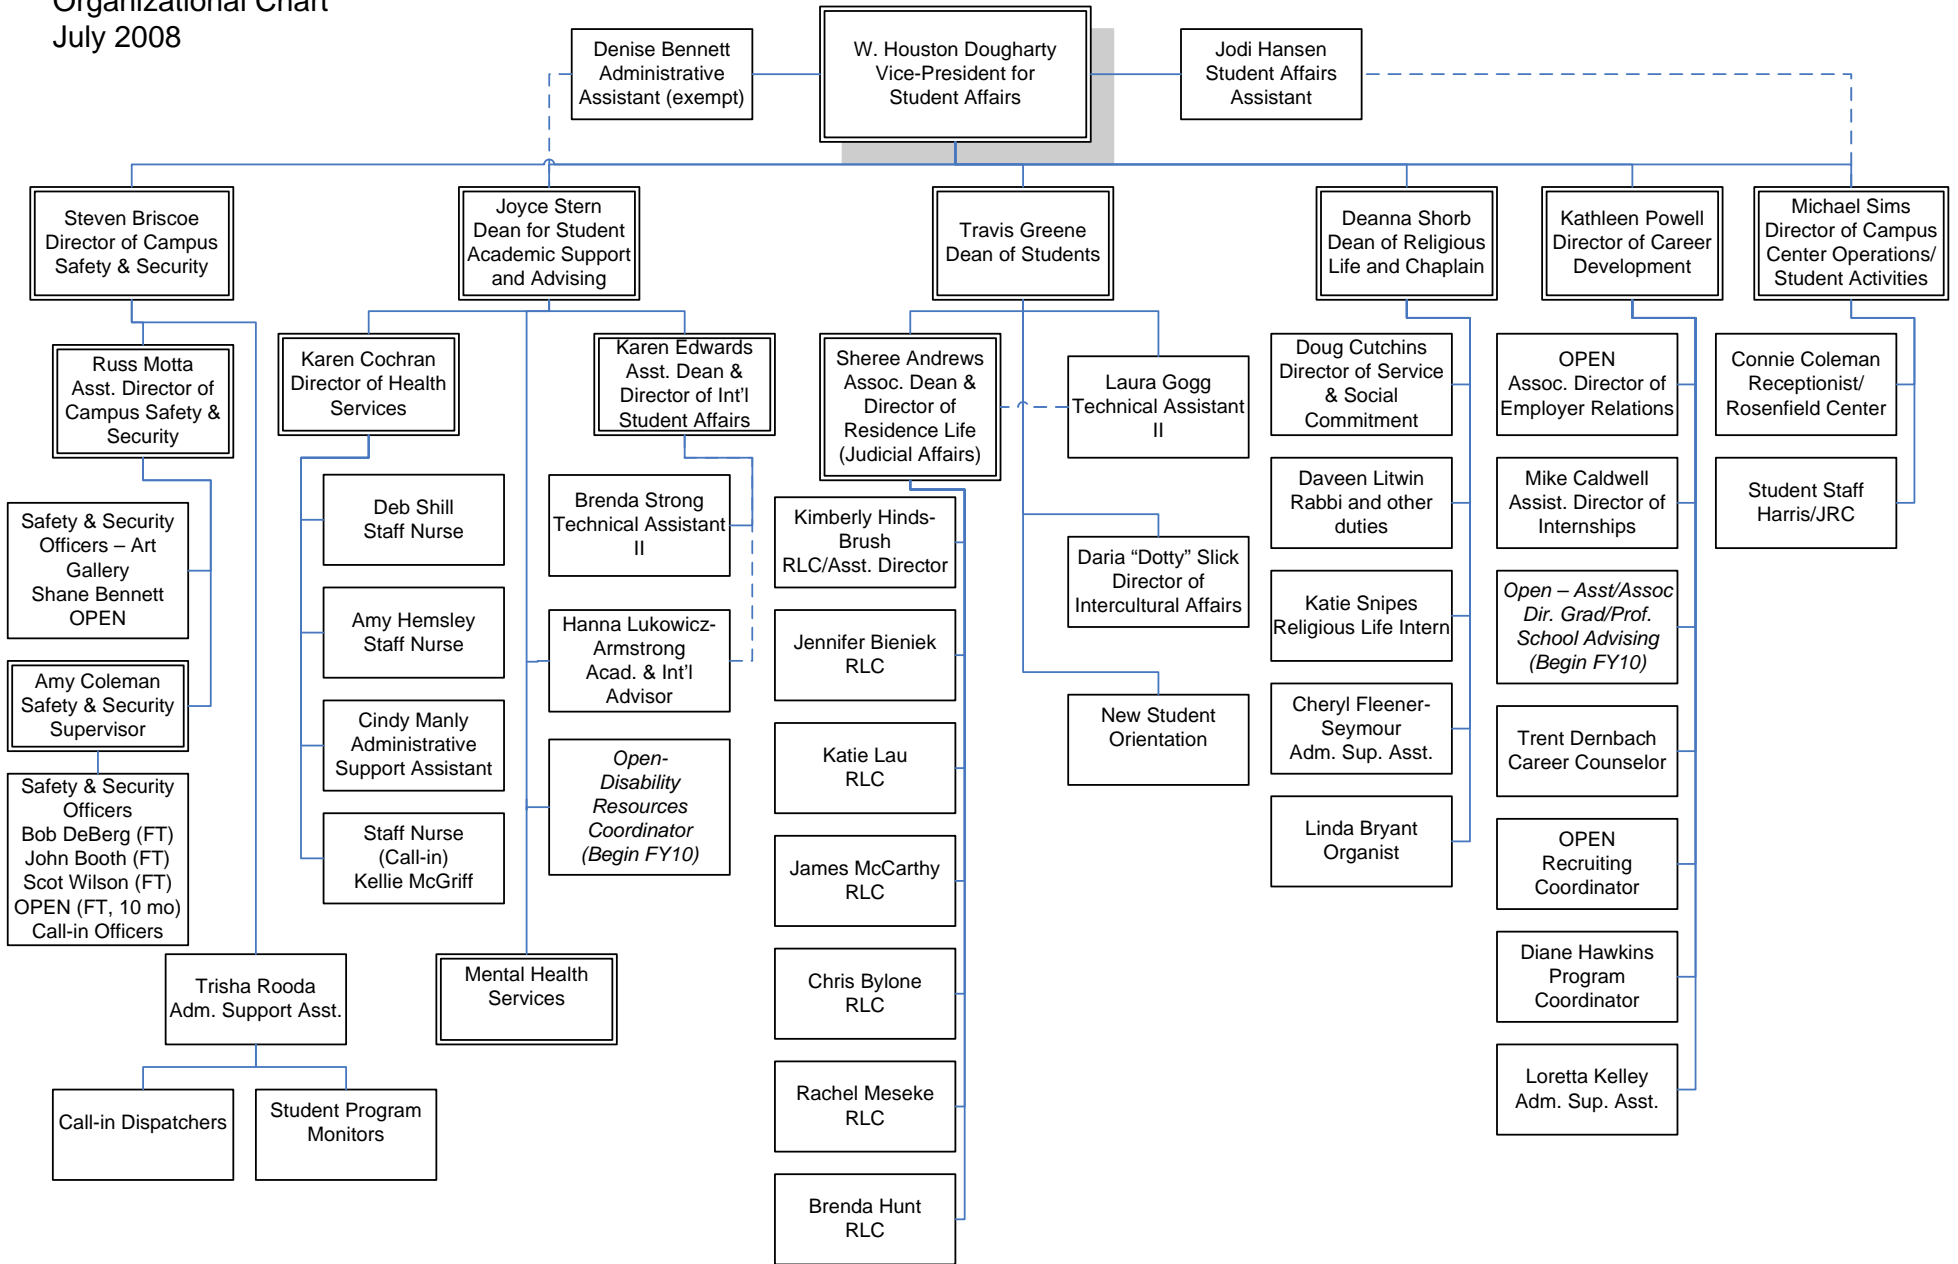 Organizational Chart
July 2008
Denise Bennett
Administrative
Assistant (exempt)
W. Houston Dougharty
Vice-President for
Student Affairs
Jodi Hansen
Student Affairs
Assistant
Steven Briscoe
Director of Campus
Safety & Security
Joyce Stern
Dean for Student
Academic Support
and Advising
Travis Greene
Dean of Students
Deanna Shorb
Dean of Religious
Life and Chaplain
Kathleen Powell
Director of Career
Development
Michael Sims
Director of Campus
Center Operations/
Student Activities
Russ Motta
Asst. Director of
Campus Safety &
Security
Safety & Security
Officers – Art
Gallery
Shane Bennett
OPEN
Amy Coleman
Safety & Security
Supervisor
Safety & Security
Officers
Bob DeBerg (FT)
John Booth (FT)
Scot Wilson (FT)
OPEN (FT, 10 mo)
Call-in Officers
Trisha Rooda
Adm. Support Asst.
Call-in Dispatchers
Student Program
Monitors
Karen Cochran
Director of Health
Services
Deb Shill
Staff Nurse
Amy Hemsley
Staff Nurse
Cindy Manly
Administrative
Support Assistant
Staff Nurse
(Call-in)
Kellie McGriff
Karen Edwards
Asst. Dean &
Director of Int'l
Student Affairs
Brenda Strong
Technical Assistant
II
Hanna Lukowicz-
Armstrong
Acad. & Int'l
Advisor
Open-
Disability
Resources
Coordinator
(Begin FY10)
Mental Health
Services
Sheree Andrews
Assoc. Dean &
Director of
Residence Life
(Judicial Affairs)
Kimberly Hinds-
Brush
RLC/Asst. Director
Jennifer Bieniek
RLC
Katie Lau
RLC
James McCarthy
RLC
Chris Bylone
RLC
Rachel Meseke
RLC
Brenda Hunt
RLC
Laura Gogg
Technical Assistant
II
Daria “Dotty” Slick
Director of
Intercultural Affairs
New Student
Orientation
Doug Cutchins
Director of Service
& Social
Commitment
Daveen Litwin
Rabbi and other
duties
Katie Snipes
Religious Life Intern
Cheryl Fleener-
Seymour
Adm. Sup. Asst.
Linda Bryant
Organist
OPEN
Assoc. Director of
Employer Relations
Mike Caldwell
Assist. Director of
Internships
Open – Asst/Assoc
Dir. Grad/Prof.
School Advising
(Begin FY10)
Trent Dernbach
Career Counselor
OPEN
Recruiting
Coordinator
Diane Hawkins
Program
Coordinator
Loretta Kelley
Adm. Sup. Asst.
Connie Coleman
Receptionist/
Rosenfield Center
Student Staff
Harris/JRC